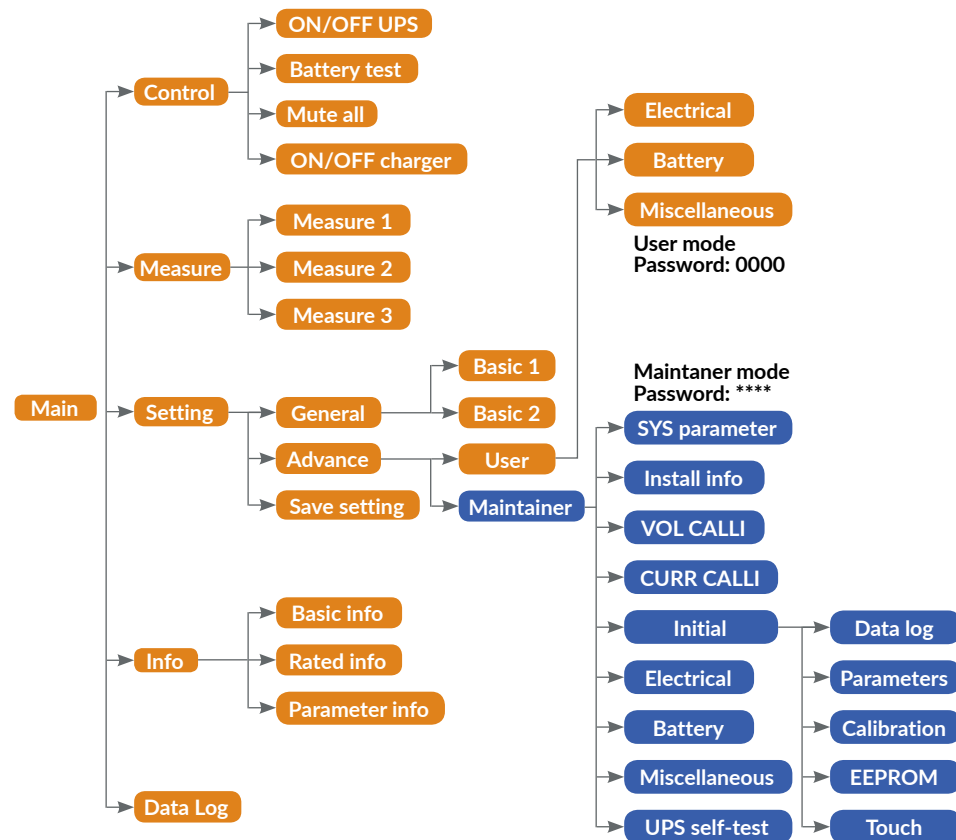 Main
Control
ON/OFF UPS
Battery test
Mute all
ON/OFF charger
Measure
Measure 1
Measure 2
Measure 3
Setting
General
Basic 1
Basic 2
Advance
User
Electrical
Battery
Miscellaneous
User mode
Password: 0000
Maintainer
Maintaner mode
Password: ****
SYS parameter
Install info
VOL CALLI
CURR CALLI
Initial
Data log
Parameters
Calibration
EEPROM
Touch
Electrical
Battery
Miscellaneous
UPS self-test
Save setting
Info
Basic info
Rated info
Parameter info
Data Log